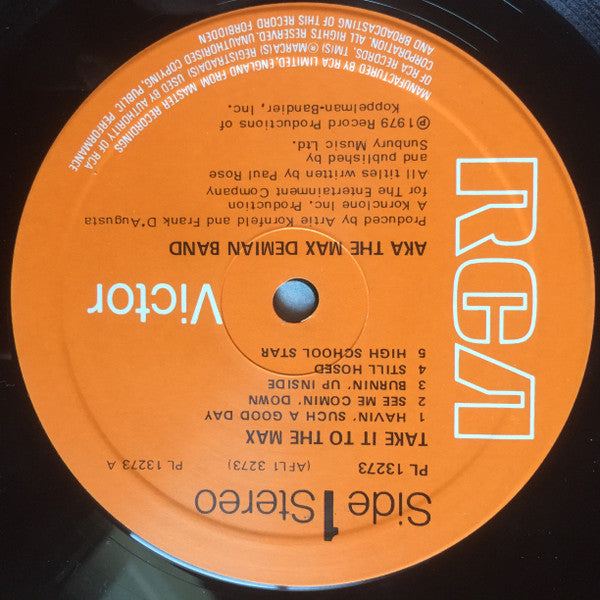 RCA
Side 1 Stereo
PL 13273 (AFL1 3273) PL 13273 A
TAKE IT TO THE MAX
1 HAVIN' SUCH A GOOD DAY
2 SEE ME COMIN' DOWN
3 BURNIN' UP INSIDE
4 STILL HOSED
5 HIGH SCHOOL STAR
Victor
AKA THE MAX DEMIAN BAND
Produced by Artie Kornfeld and Frank D'Augusta
A Kornclone Inc. Production
for The Entertainment Company
All titles written by Paul Rose
and published by
Sunbury Music Ltd.
℗1979 Record Productions of
Koppelman-Bandier, Inc.
MANUFACTURED BY RCA LIMITED, ENGLAND FROM MASTER RECORDINGS
OF RCA RECORDS, TM(S) ® MARCA(S) REGISTRADA(S) USED BY AUTHORITY OF RCA
CORPORATION. ALL RIGHTS RESERVED. UNAUTHORISED COPYING, PUBLIC PERFORMANCE
AND BROADCASTING OF THIS RECORD FORBIDDEN